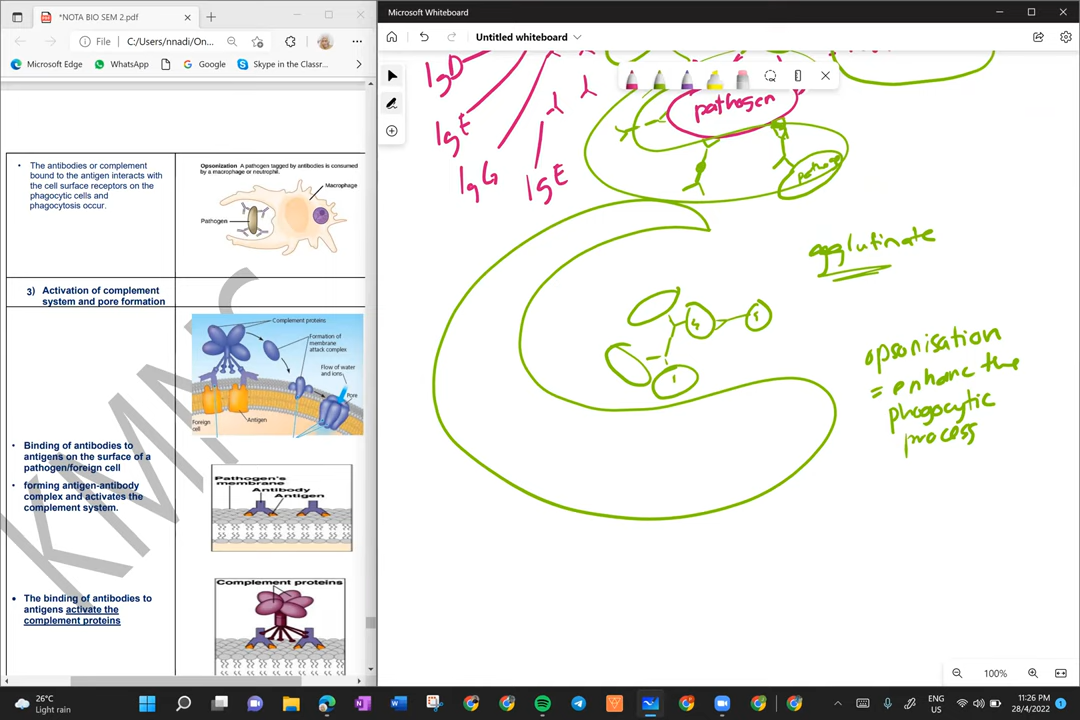 *NOTA BIO SEM 2.pdf
File
C:/Users/nnadi/On...
Microsoft Edge
WhatsApp
Google
Skype in the Classr...
The antibodies or complement
bound to the antigen interacts with
the cell surface receptors on the
phagocytic cells and
phagocytosis occur.
Opsonization A pathogen tagged by antibodies is consumed
by a macrophage or neutrophil.
Macrophage
Pathogen
3) Activation of complement
system and pore formation
Complement proteins
Formation of
membrane
attack complex
Flow of water
and ions
Pore
Foreign
cell
Antigen
Binding of antibodies to
antigens on the surface of a
pathogen/foreign cell
forming antigen-antibody
complex and activates the
complement system.
Pathogen's
membrane
Antibody
Antigen
The binding of antibodies to
antigens activate the
complement proteins
Complement proteins
KMNS
Microsoft Whiteboard
Untitled whiteboard
IgD
IgE
IgG
IgE
pathogen
agglutinate
opsonisation
= enhance the
phagocytic
process
100%
26°C
Light rain
ENG
US
11:26 PM
28/4/2022